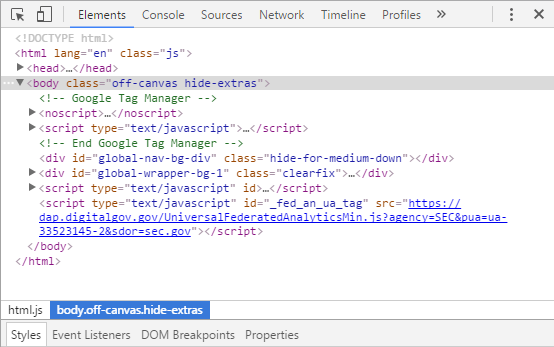 Elements Console Sources Network Timeline Profiles »
<!DOCTYPE html>
<html lang="en" class="js">
<head>…</head>
<body class="off-canvas hide-extras">
<!-- Google Tag Manager -->
<noscript>…</noscript>
<script type="text/javascript">…</script>
<!-- End Google Tag Manager -->
<div id="global-nav-bg-div" class="hide-for-medium-down"></div>
<div id="global-wrapper-bg-1" class="clearfix">…</div>
<script type="text/javascript" id>…</script>
<script type="text/javascript" id="_fed_an_ua_tag" src="https://
dap.digitalgov.gov/UniversalFederatedAnalyticsMin.js?agency=SEC&pua=ua-
33523145-2&sdor=sec.gov"></script>
</body>
</html>
html.js body.off-canvas.hide-extras
Styles Event Listeners DOM Breakpoints Properties